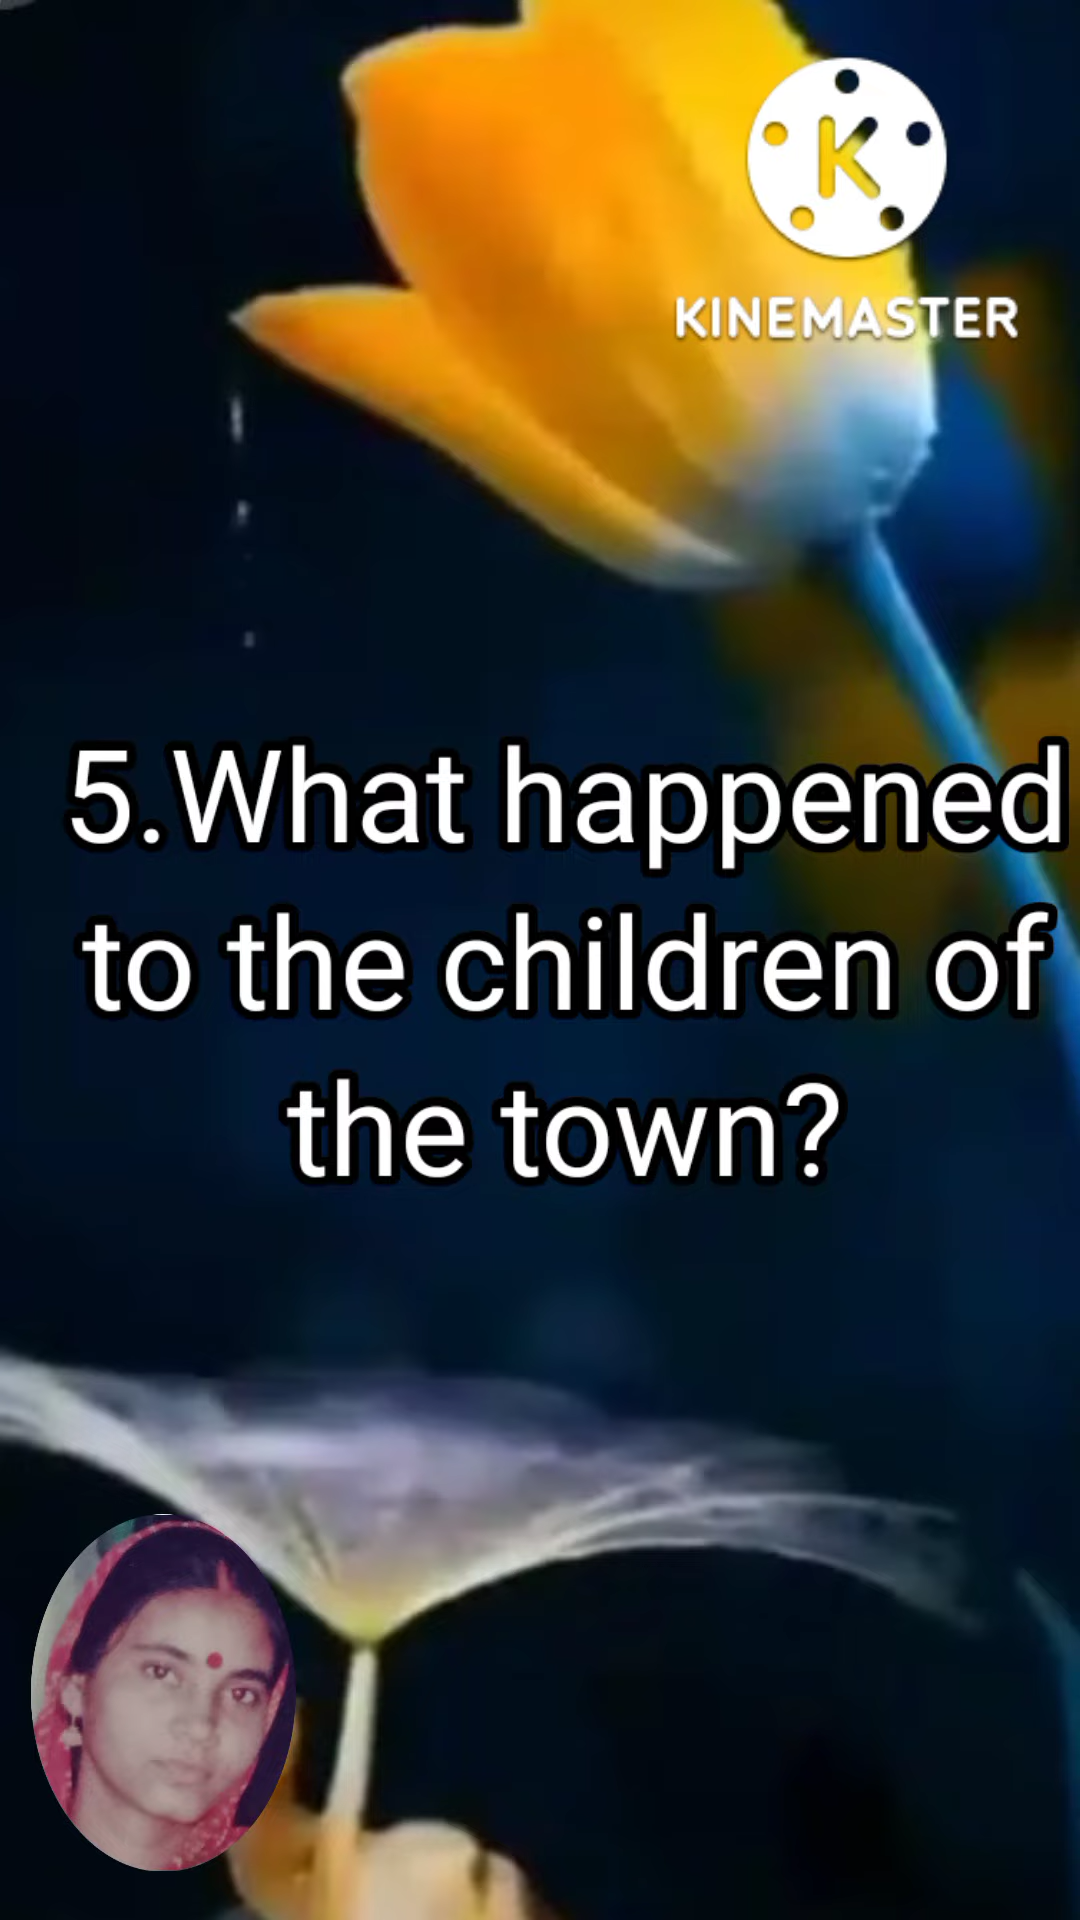 K
KINEMASTER
5.What happened
to the children of
the town?